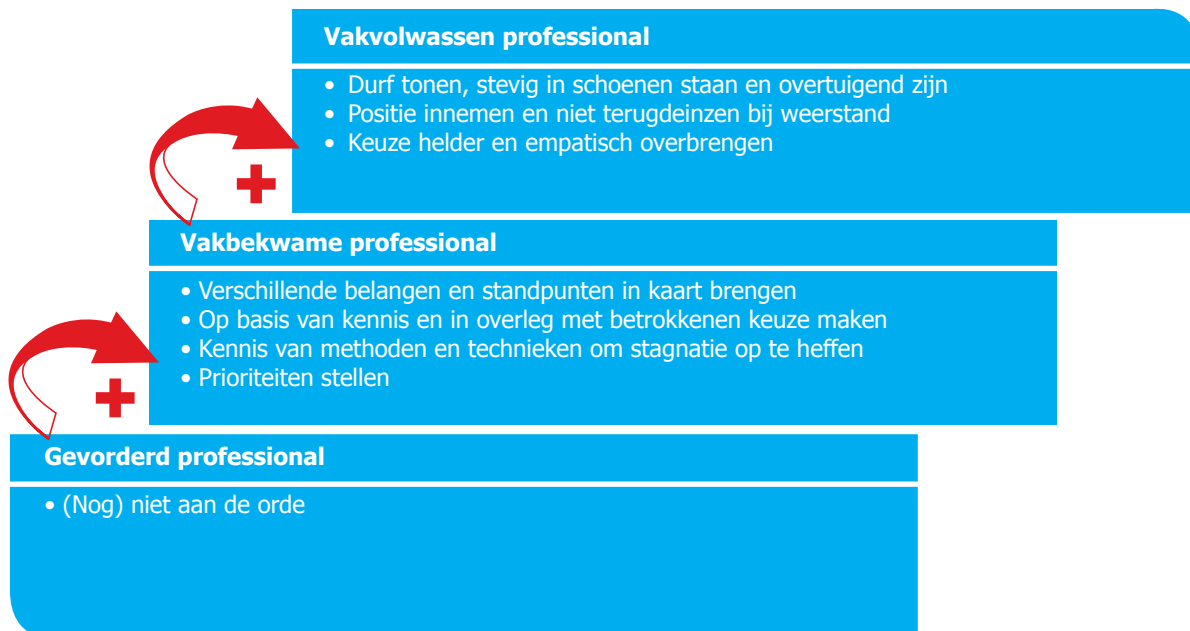 Vakvolwassen professional
• Durf tonen, stevig in schoenen staan en overtuigend zijn
• Positie innemen en niet terugdeinzen bij weerstand
• Keuze helder en empatisch overbrengen
Vakbekwame professional
• Verschillende belangen en standpunten in kaart brengen
• Op basis van kennis en in overleg met betrokkenen keuze maken
• Kennis van methoden en technieken om stagnatie op te heffen
• Prioriteiten stellen
Gevorderd professional
• (Nog) niet aan de orde